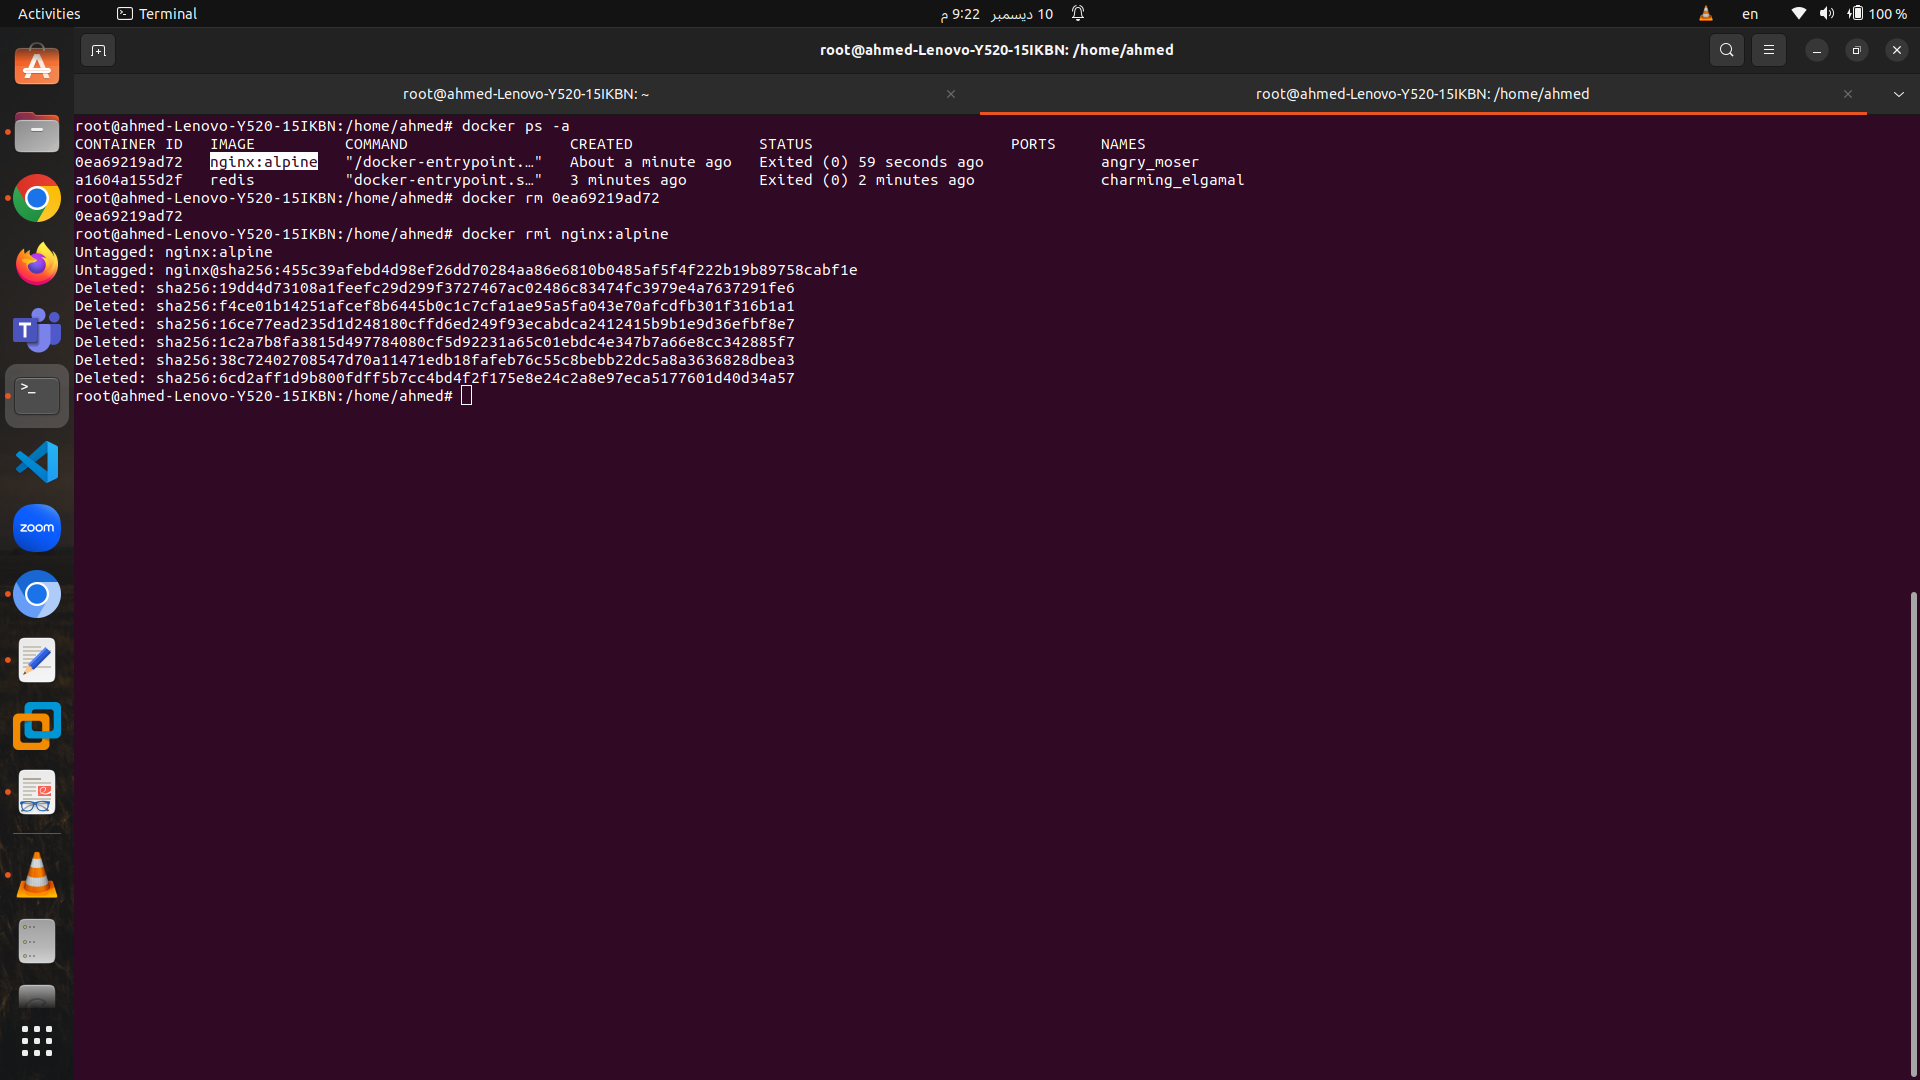 Activities
Terminal
10 ديسمبر 9:22 م
en
100 %
root@ahmed-Lenovo-Y520-15IKBN: /home/ahmed
root@ahmed-Lenovo-Y520-15IKBN: ~
root@ahmed-Lenovo-Y520-15IKBN: /home/ahmed
root@ahmed-Lenovo-Y520-15IKBN:/home/ahmed# docker ps -a
CONTAINER ID   IMAGE          COMMAND                  CREATED              STATUS                      PORTS     NAMES
0ea69219ad72   nginx:alpine   "/docker-entrypoint.…"   About a minute ago   Exited (0) 59 seconds ago             angry_moser
a1604a155d2f   redis          "docker-entrypoint.s…"   3 minutes ago        Exited (0) 2 minutes ago              charming_elgamal
root@ahmed-Lenovo-Y520-15IKBN:/home/ahmed# docker rm 0ea69219ad72
0ea69219ad72
root@ahmed-Lenovo-Y520-15IKBN:/home/ahmed# docker rmi nginx:alpine
Untagged: nginx:alpine
Untagged: nginx@sha256:455c39afebd4d98ef26dd70284aa86e6810b0485af5f4f222b19b89758cabf1e
Deleted: sha256:19dd4d73108a1feefc29d299f3727467ac02486c83474fc3979e4a7637291fe6
Deleted: sha256:f4ce01b14251afcef8b6445b0c1c7cfa1ae95a5fa043e70afcdfb301f316b1a1
Deleted: sha256:16ce77ead235d1d248180cffd6ed249f93ecabdca2412415b9b1e9d36efbf8e7
Deleted: sha256:1c2a7b8fa3815d497784080cf5d92231a65c01ebdc4e347b7a66e8cc342885f7
Deleted: sha256:38c72402708547d70a11471edb18fafeb76c55c8bebb22dc5a8a3636828dbea3
Deleted: sha256:6cd2aff1d9b800fdff5b7cc4bd4f2f175e8e24c2a8e97eca5177601d40d34a57
root@ahmed-Lenovo-Y520-15IKBN:/home/ahmed#
zoom